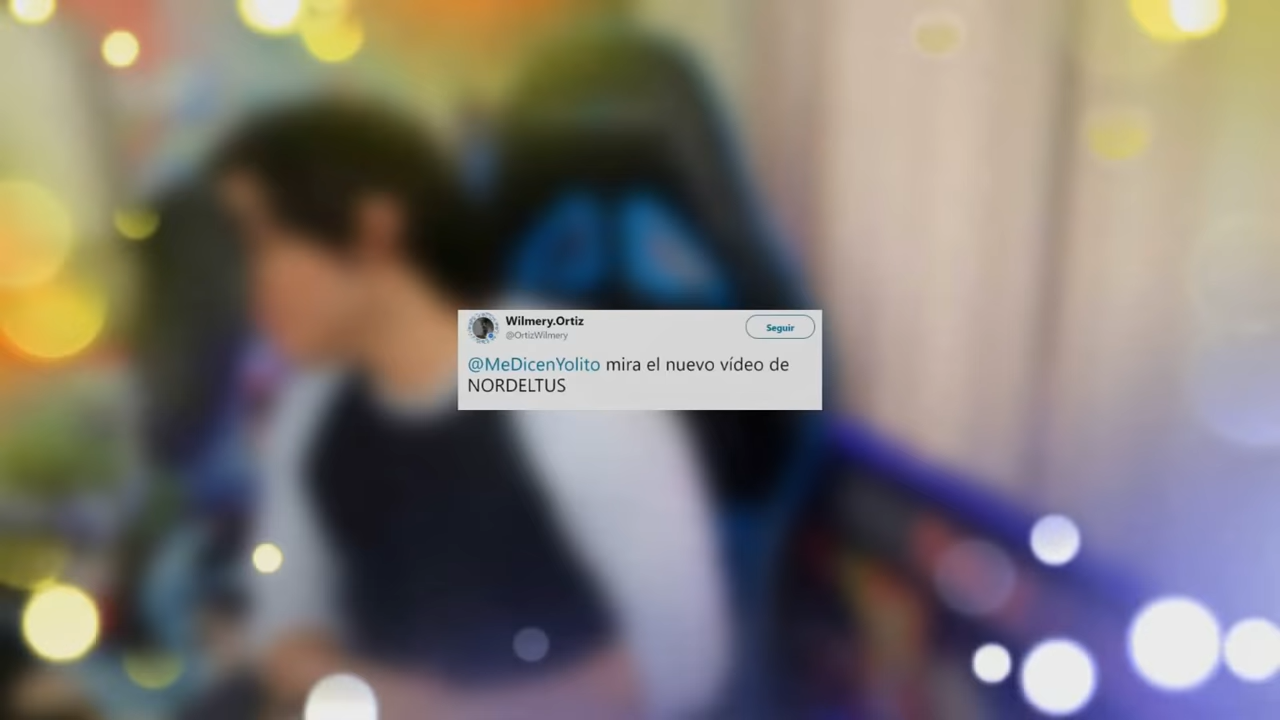 Wilmery.Ortiz
@OrtizWilmery
Seguir
@MeDicenYolito mira el nuevo vídeo de
NORDELTUS